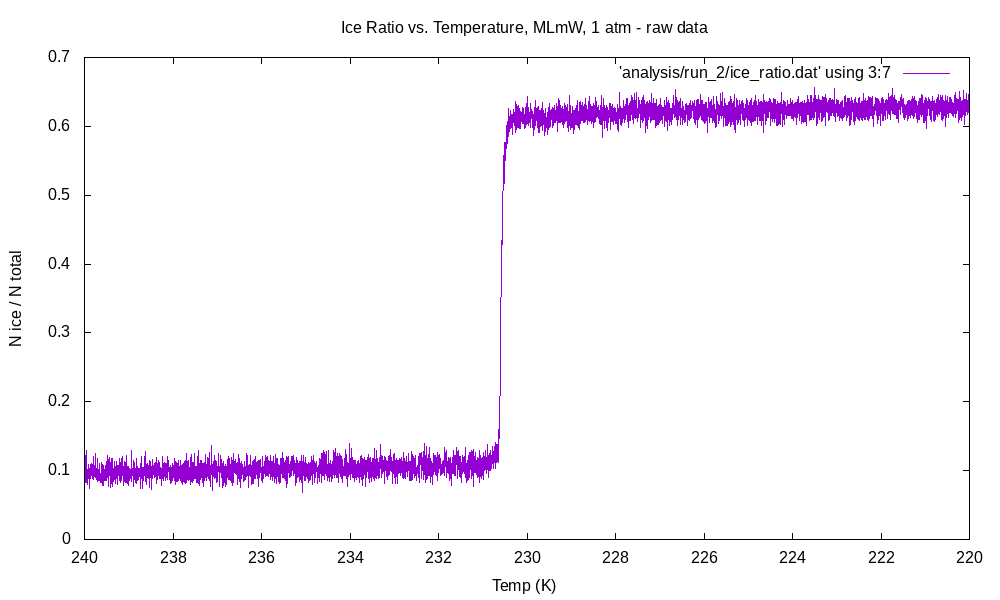 Ice Ratio vs. Temperature, MLmW, 1 atm - raw data
'analysis/run_2/ice_ratio.dat' using 3:7
N ice / N total
0.7
0.6
0.5
0.4
0.3
0.2
0.1
0
240 238 236 234 232 230 228 226 224 222 220
Temp (K)